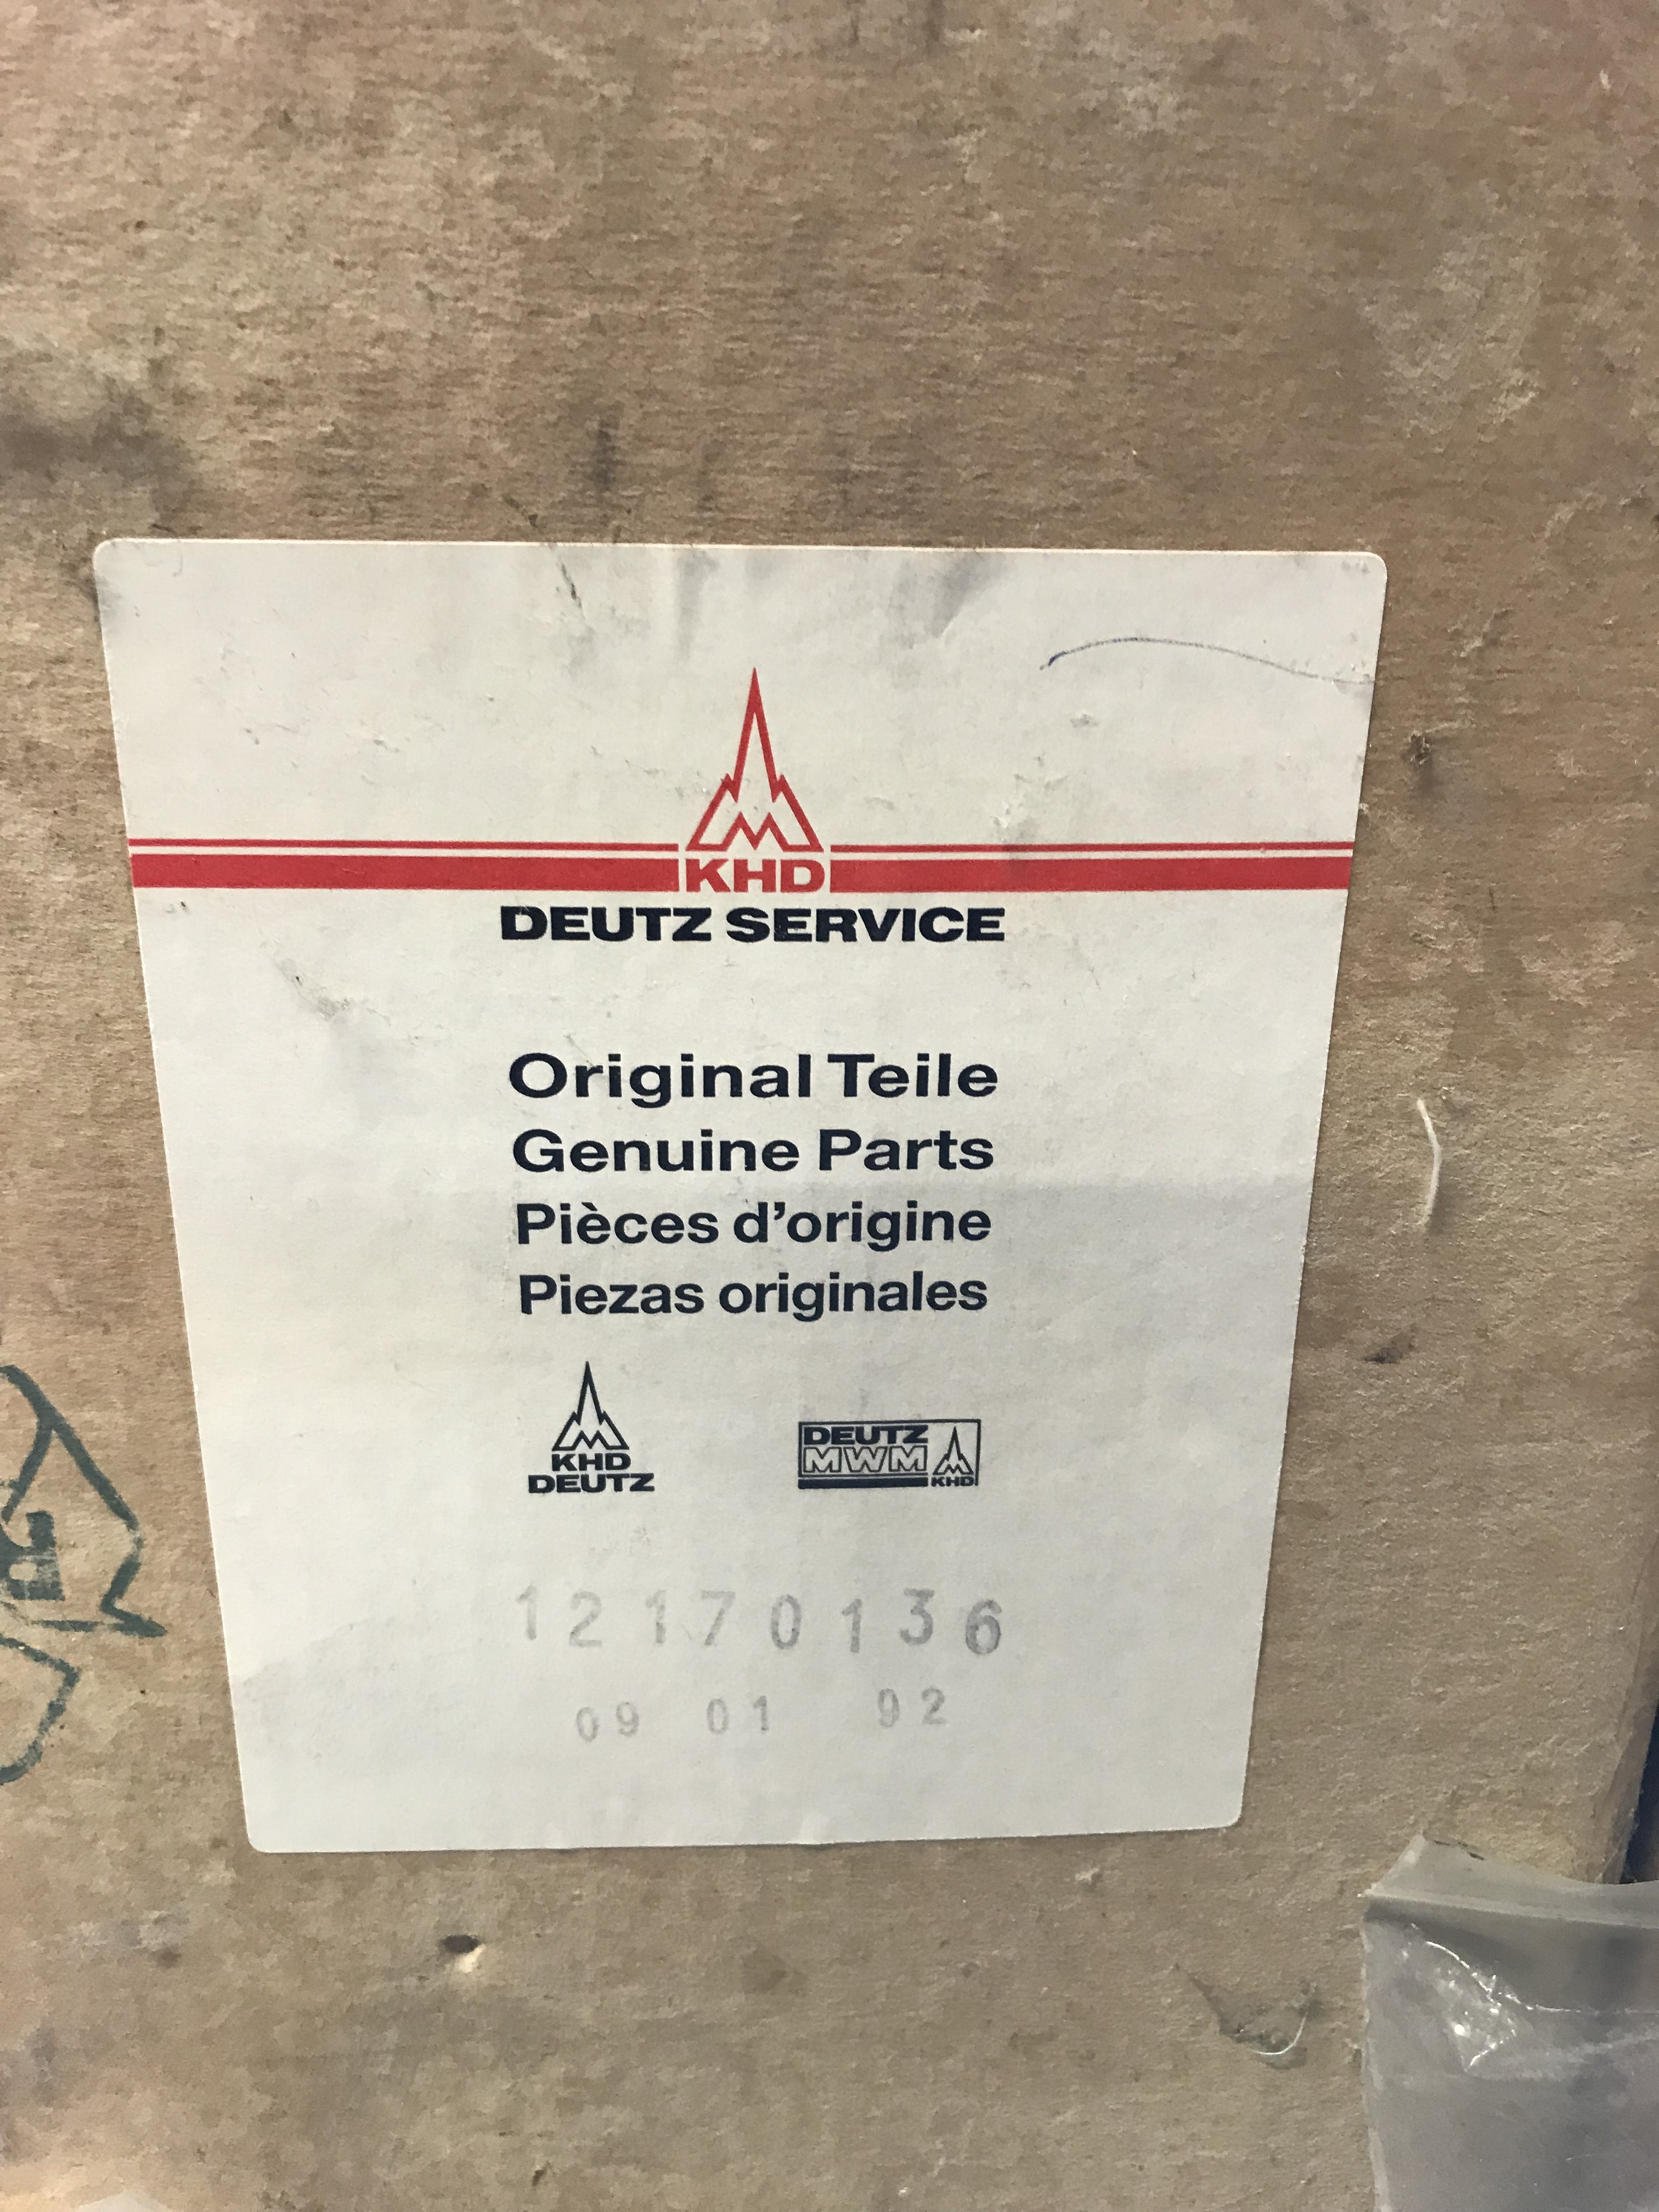 KHD
DEUTZ SERVICE
Original Teile
Genuine Parts
Pièces d'origine
Piezas originales
KHD
DEUTZ
DEUTZ
MWM
KHD
12170136
09 01 92